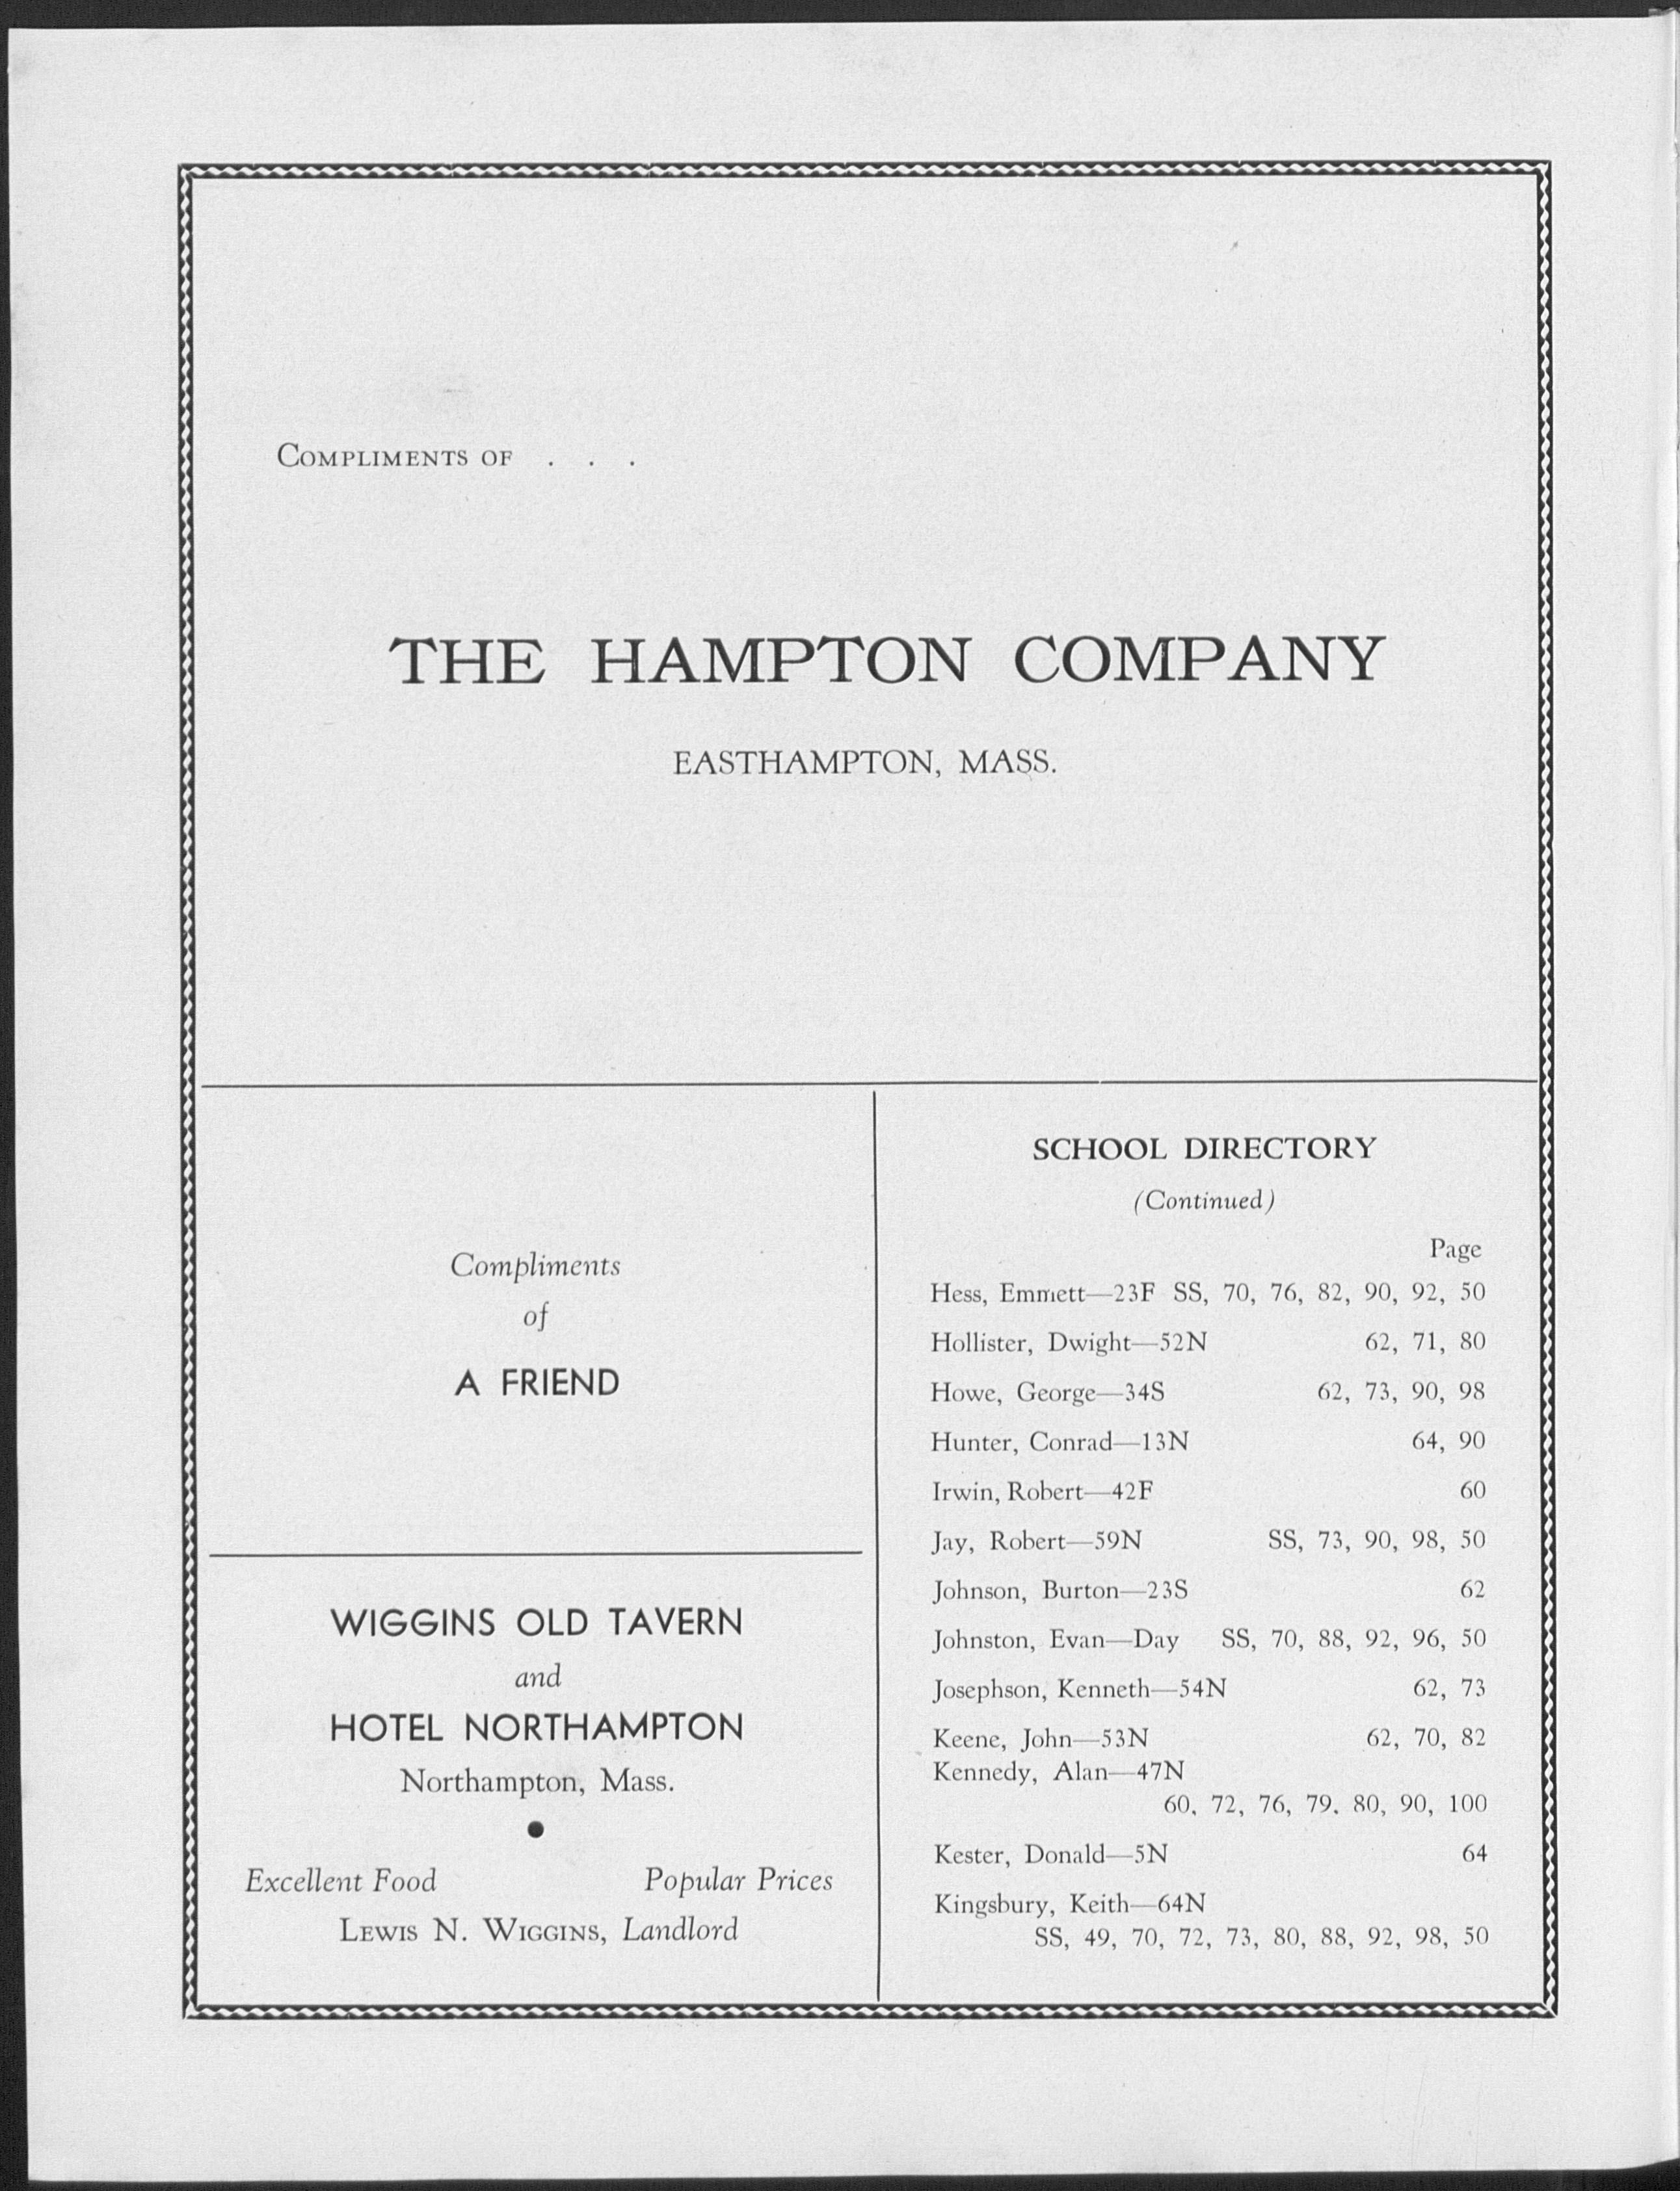 COMPLIMENTS OF . . .
THE HAMPTON COMPANY
EASTHAMPTON, MASS.
Compliments
of
A FRIEND
WIGGINS OLD TAVERN
and
HOTEL NORTHAMPTON
Northampton, Mass.
●
Excellent Food Popular Prices
LEWIS N. WIGGINS, Landlord
SCHOOL DIRECTORY
(Continued)
Page
Hess, Emmett—23F SS, 70, 76, 82, 90, 92, 50
Hollister, Dwight—52N 62, 71, 80
Howe, George—34S 62, 73, 90, 98
Hunter, Conrad—13N 64, 90
Irwin, Robert—42F 60
Jay, Robert—59N SS, 73, 90, 98, 50
Johnson, Burton—23S 62
Johnston, Evan—Day SS, 70, 88, 92, 96, 50
Josephson, Kenneth—54N 62, 73
Keene, John—53N 62, 70, 82
Kennedy, Alan—47N
60, 72, 76, 79. 80, 90, 100
Kester, Donald—5N 64
Kingsbury, Keith—64N
SS, 49, 70, 72, 73, 80, 88, 92, 98, 50